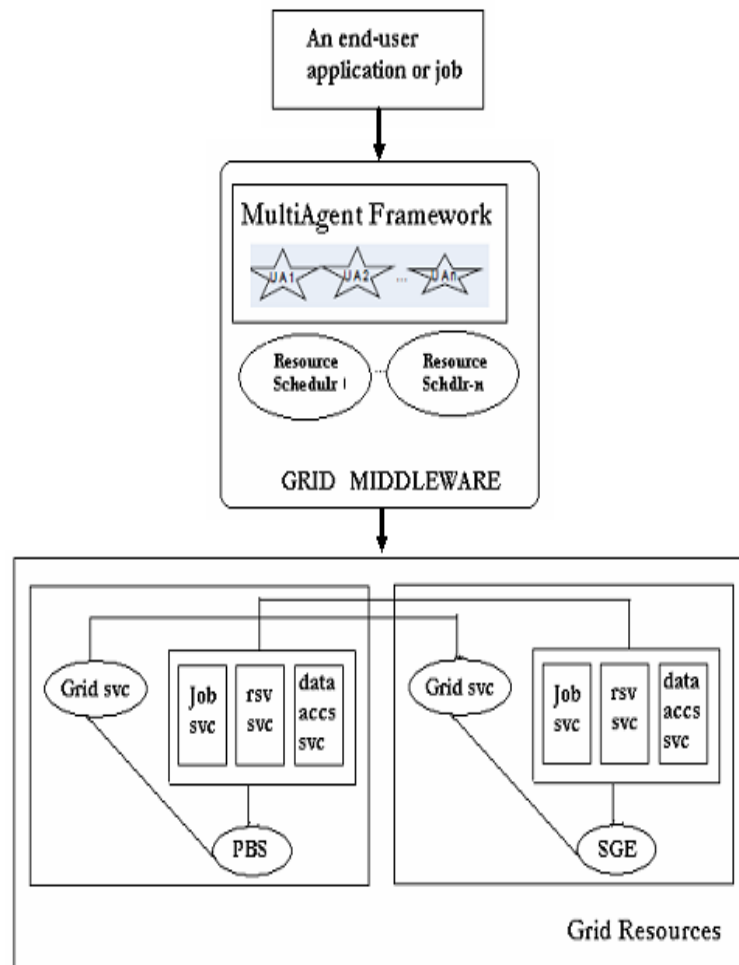 An end-user
application or job
MultiAgent Framework
UA1 UA2 ... UAn
Resource
Schedulr 1
...
Resource
Schdlr-n
GRID MIDDLEWARE
Grid svc
Job
svc
rsv
svc
data
accs
svc
PBS
Grid svc
Job
svc
rsv
svc
data
accs
svc
SGE
Grid Resources